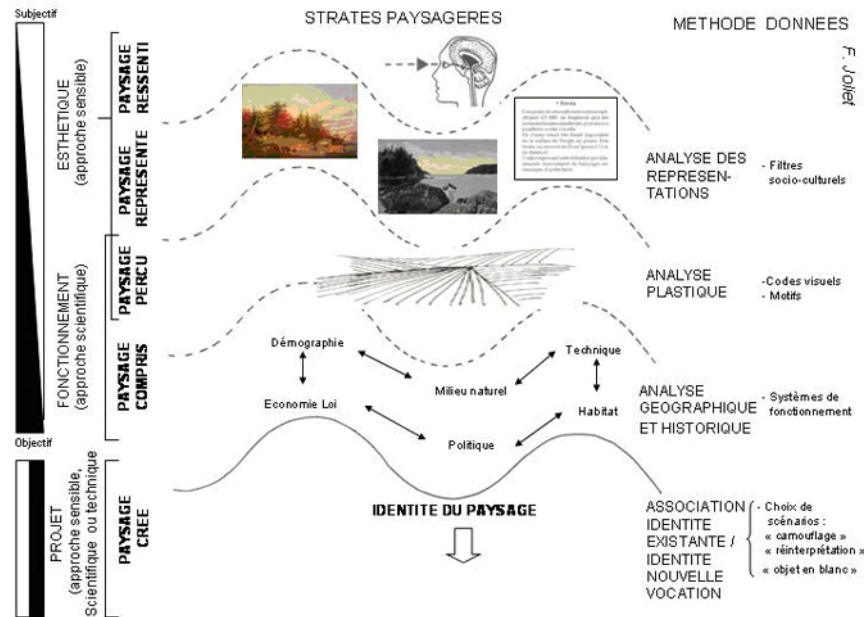 Subjectif
STRATES PAYSAGERES
METHODE DONNEES
F. Joliet
ESTHETIQUE
(approche sensible)
PAYSAGE
RESSENTI
PAYSAGE
REPRESENTE
ANALYSE DES
REPRESEN-
TATIONS
- Filtres
socio-culturels
FONCTIONNEMENT
(approche scientifique)
PAYSAGE
PERCU
ANALYSE
PLASTIQUE
-Codes visuels
- Motifs
PAYSAGE
COMPRIS
Démographie
Technique
Milieu naturel
Economie Loi
Habitat
Politique
ANALYSE
GEOGRAPHIQUE
ET HISTORIQUE
- Systèmes de
fonctionnement
Objectif
PROJET
(approche sensible,
Scientifique ou technique
PAYSAGE
CREE
IDENTITE DU PAYSAGE
ASSOCIATION
IDENTITE
EXISTANTE /
IDENTITE
NOUVELLE
VOCATION
- Choix de
scénarios :
« camouflage »
« réinterprétation »
« objet en blanc »